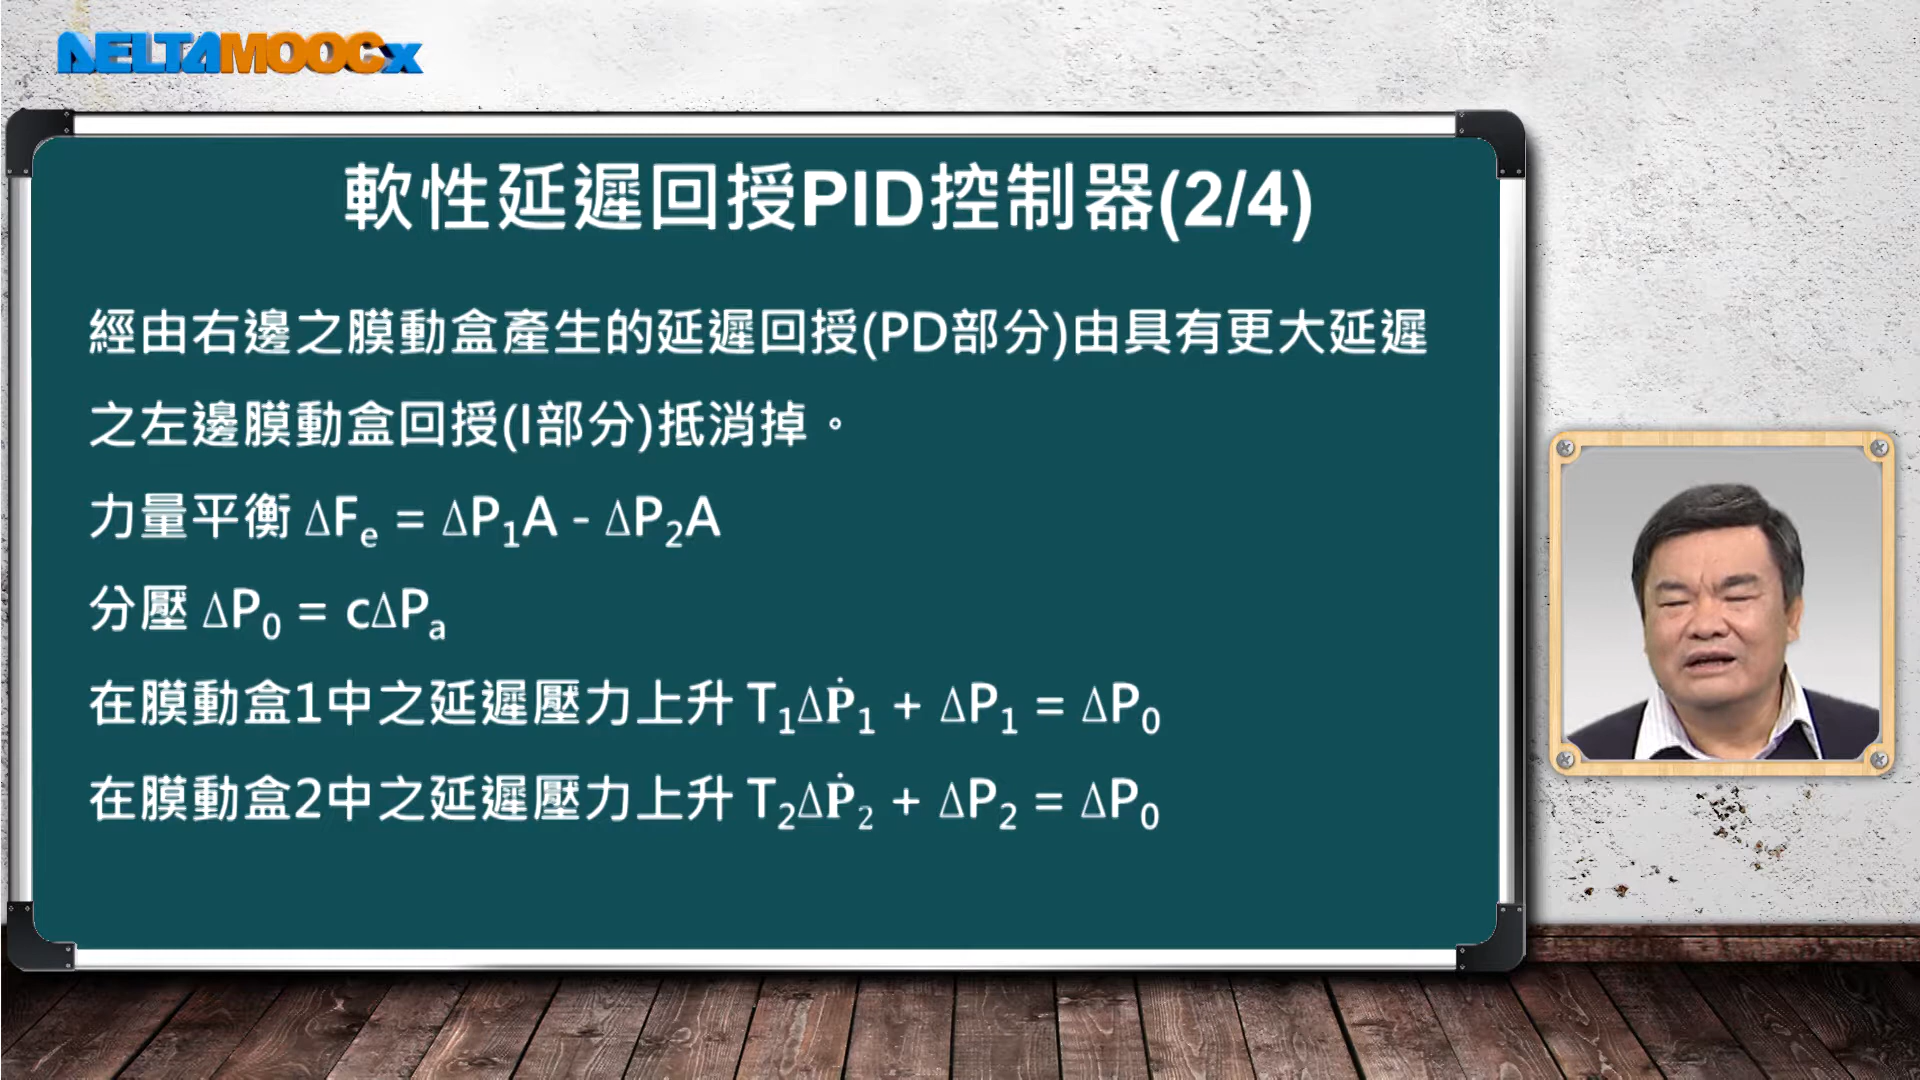 DELTAMOOCx
軟性延遲回授PID控制器(2/4)
經由右邊之膜動盒產生的延遲回授(PD部分)由具有更大延遲
之左邊膜動盒回授(I部分)抵消掉。
力量平衡 ΔFₑ = ΔP₁A - ΔP₂A
分壓 ΔP₀ = cΔPₐ
在膜動盒1中之延遲壓力上升 T₁ΔṖ₁ + ΔP₁ = ΔP₀
在膜動盒2中之延遲壓力上升 T₂ΔṖ₂ + ΔP₂ = ΔP₀